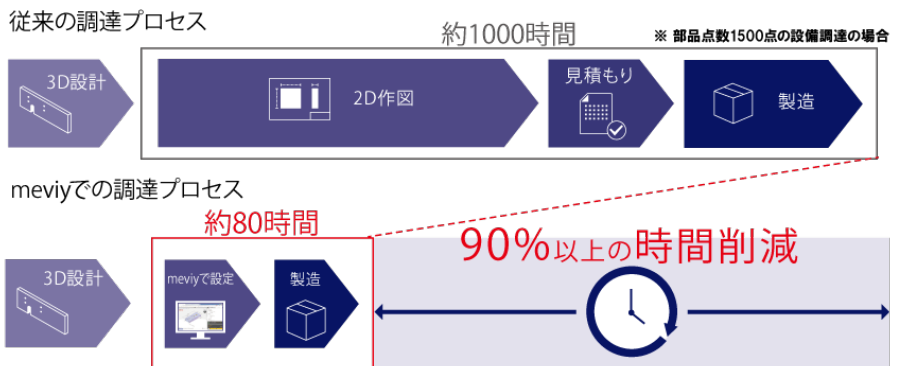 従来の調達プロセス
約1000時間
※ 部品点数1500点の設備調達の場合
3D設計
2D作図
見積もり
製造
meviyでの調達プロセス
約80時間
90%以上の時間削減
3D設計
meviyで設定
製造